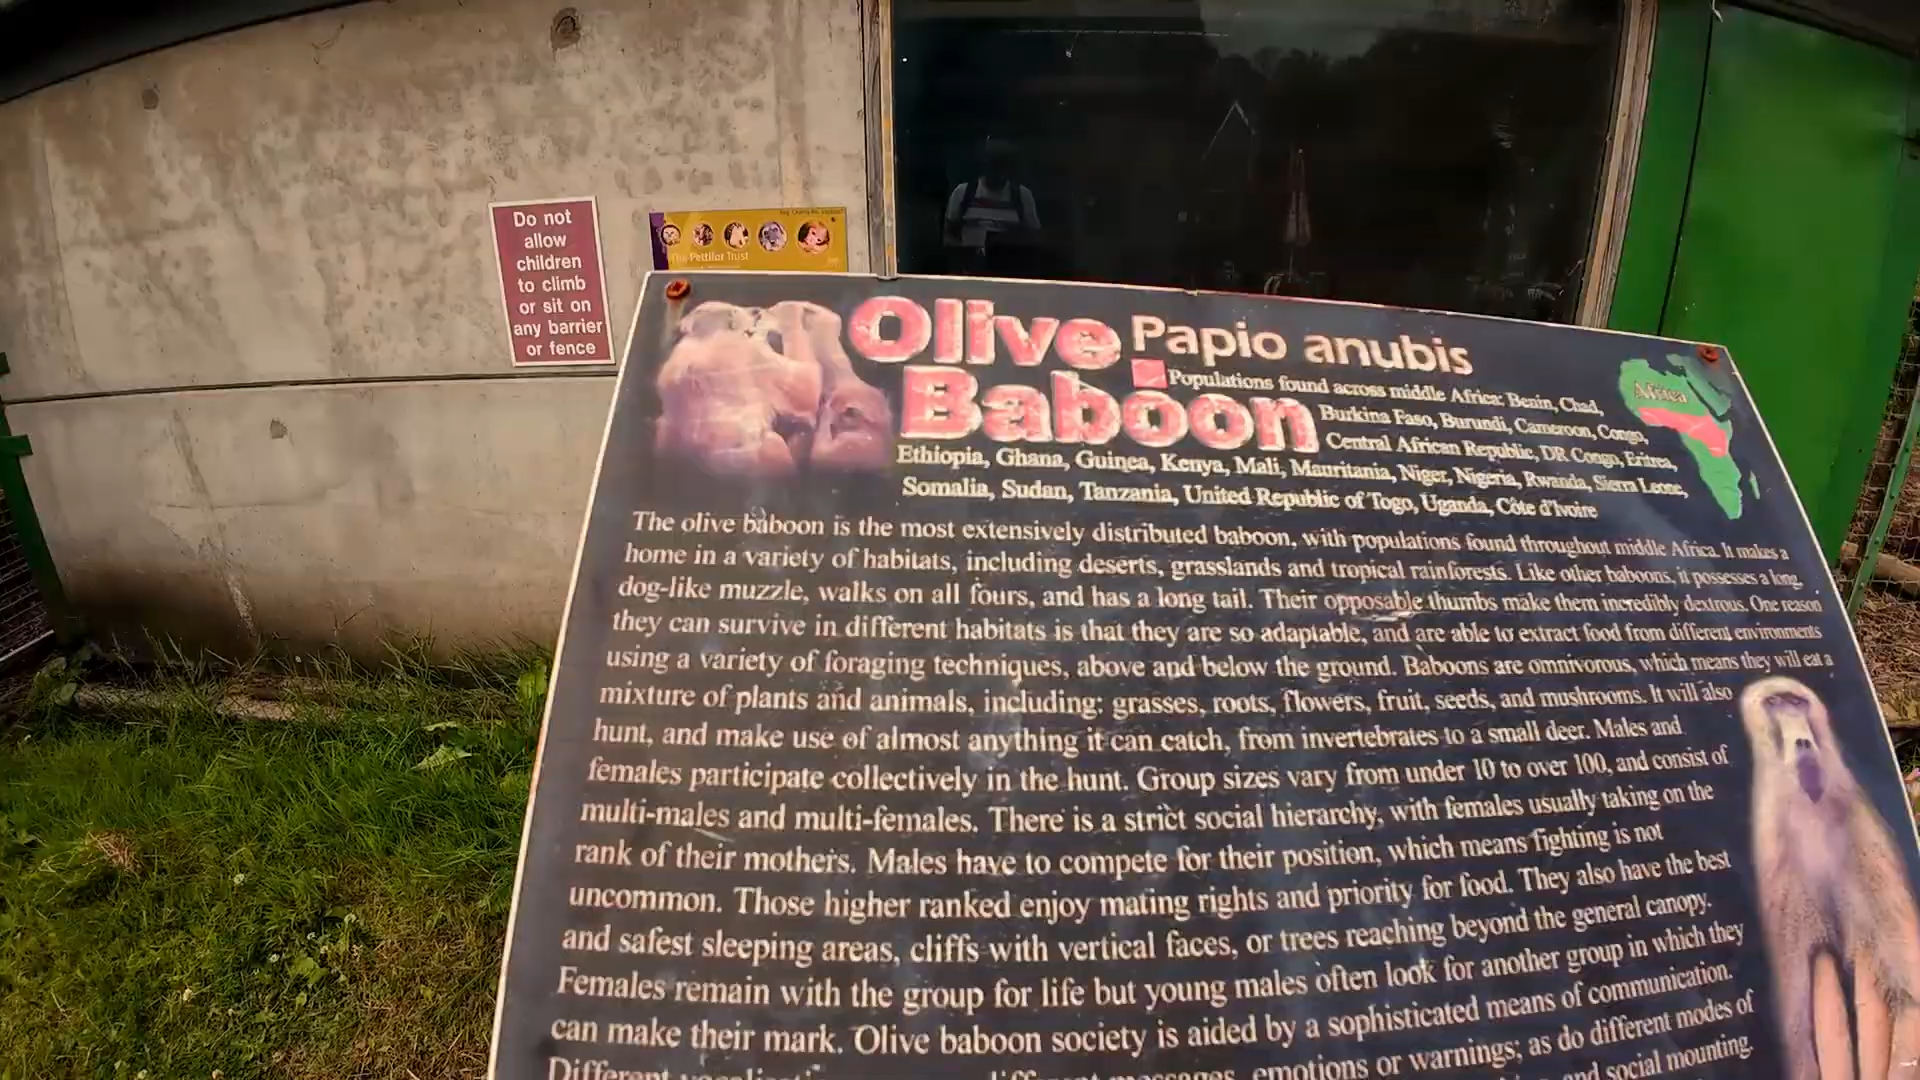 Do not
allow
children
to climb
or sit on
any barrier
or fence
The Pettifor Trust
Olive
Baboon
Papio anubis
Africa
Populations found across middle Africa: Benin, Chad,
Burkina Faso, Burundi, Cameroon, Congo,
Central African Republic, DR Congo, Eritrea,
Ethiopia, Ghana, Guinea, Kenya, Mali, Mauritania, Niger, Nigeria, Rwanda, Sierra Leone,
Somalia, Sudan, Tanzania, United Republic of Togo, Uganda, Côte d'Ivoire
The olive baboon is the most extensively distributed baboon, with populations found throughout middle Africa. It makes a
home in a variety of habitats, including deserts, grasslands and tropical rainforests. Like other baboons, it possesses a long,
dog-like muzzle, walks on all fours, and has a long tail. Their opposable thumbs make them incredibly dextrous. One reason
they can survive in different habitats is that they are so adaptable, and are able to extract food from different environments
using a variety of foraging techniques, above and below the ground. Baboons are omnivorous, which means they will eat a
mixture of plants and animals, including: grasses, roots, flowers, fruit, seeds, and mushrooms. It will also
hunt, and make use of almost anything it can catch, from invertebrates to a small deer. Males and
females participate collectively in the hunt. Group sizes vary from under 10 to over 100, and consist of
multi-males and multi-females. There is a strict social hierarchy, with females usually taking on the
rank of their mothers. Males have to compete for their position, which means fighting is not
uncommon. Those higher ranked enjoy mating rights and priority for food. They also have the best
and safest sleeping areas, cliffs with vertical faces, or trees reaching beyond the general canopy.
Females remain with the group for life but young males often look for another group in which they
can make their mark. Olive baboon society is aided by a sophisticated means of communication.
Different messages, emotions or warnings; as do different modes of
and social mounting.